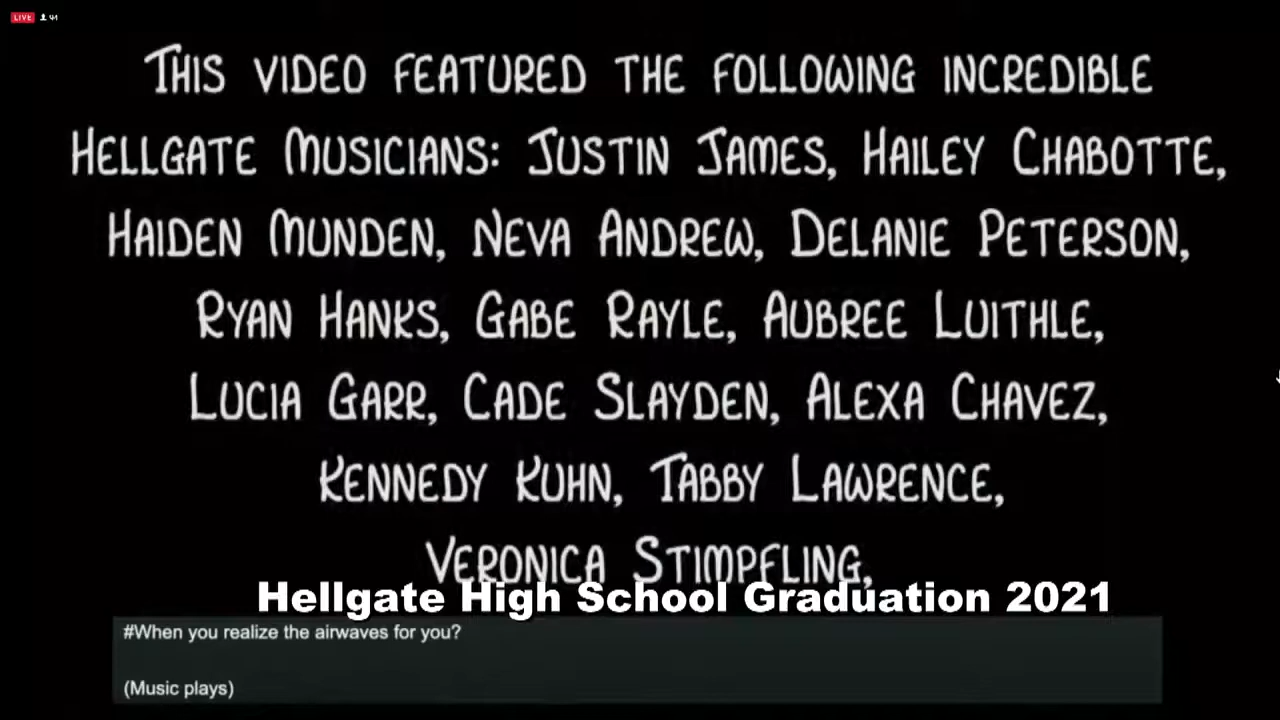 LIVE 44
THIS VIDEO FEATURED THE FOLLOWING INCREDIBLE
HELLGATE MUSICIANS: JUSTIN JAMES, HAILEY CHABOTTE,
HAIDEN MUNDEN, NEVA ANDREW, DELANIE PETERSON,
RYAN HANKS, GABE RAYLE, AUBREE LUITHLE,
LUCIA GARR, CADE SLAYDEN, ALEXA CHAVEZ,
KENNEDY KUHN, TABBY LAWRENCE,
VERONICA STIMPFLING,
Hellgate High School Graduation 2021
#When you realize the airwaves for you?
(Music plays)